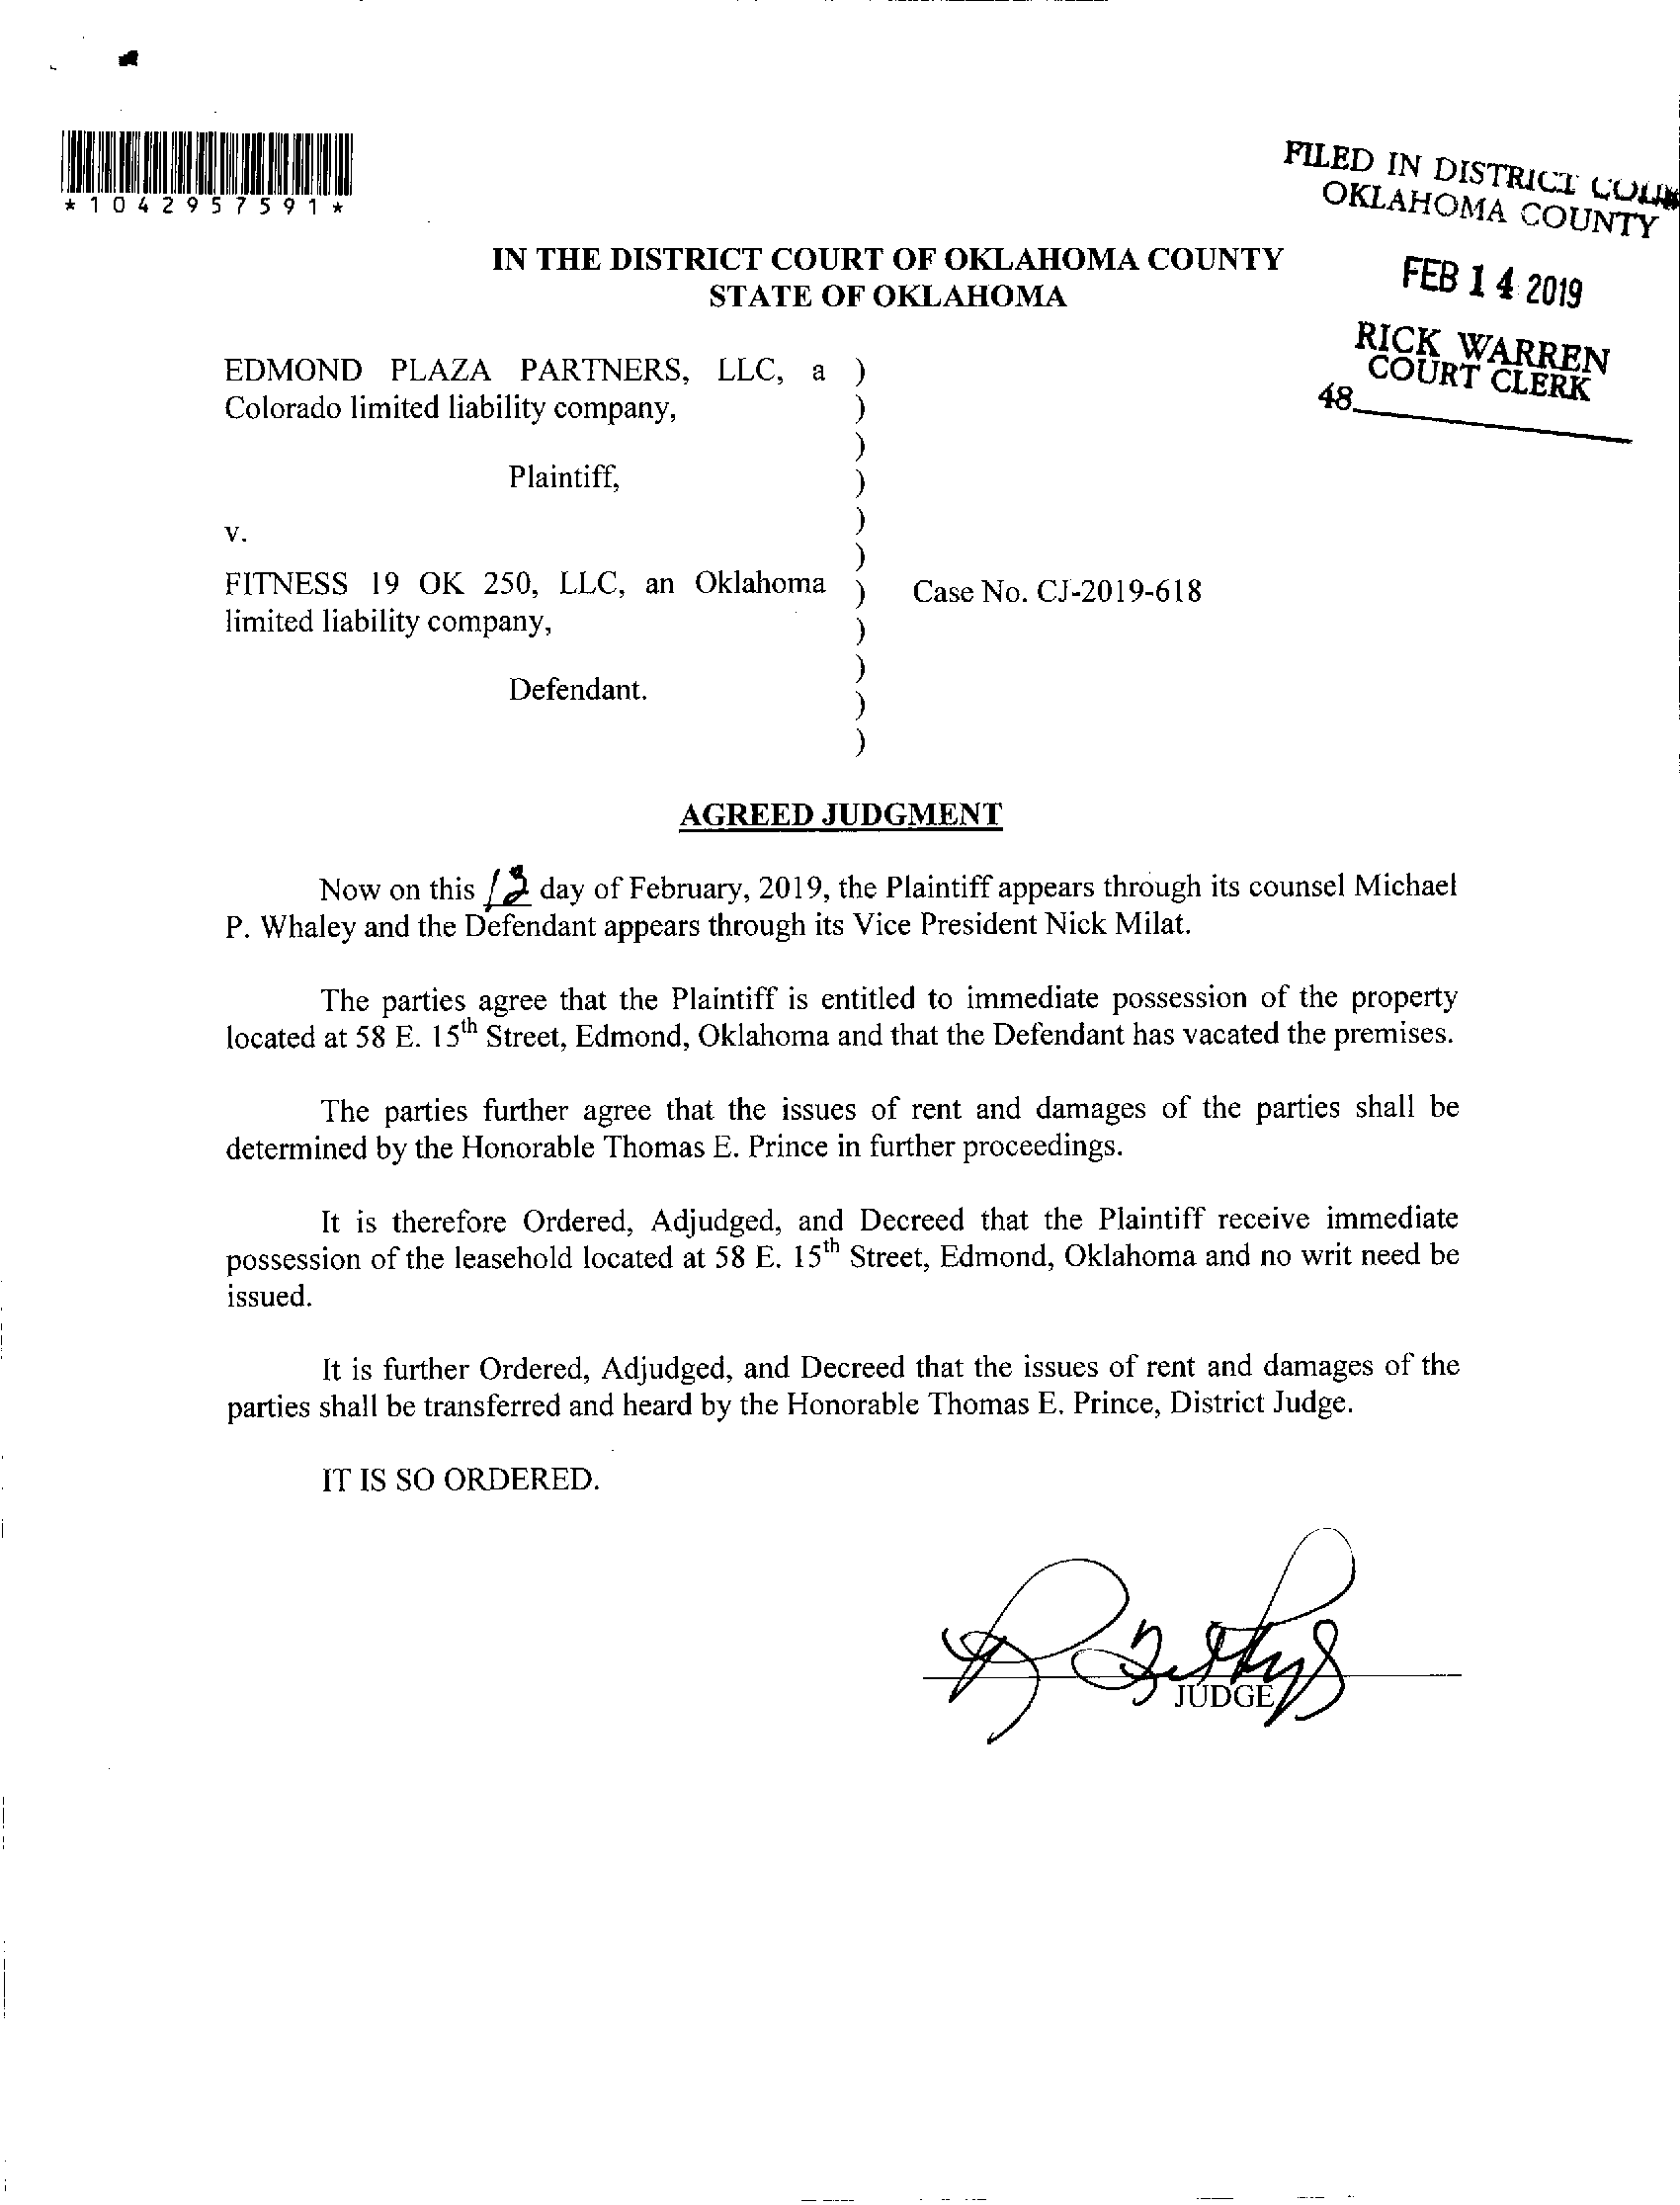 *1042957591*
FILED IN DISTRICT
OKLAHOMA COUNTY
FEB 14 2019
RICK WARREN
COURT CLERK
48
IN THE DISTRICT COURT OF OKLAHOMA COUNTY
STATE OF OKLAHOMA
EDMOND PLAZA PARTNERS, LLC, a )
Colorado limited liability company, )
)
Plaintiff, )
)
v.
)
FITNESS 19 OK 250, LLC, an Oklahoma ) Case No. CJ-2019-618
limited liability company, )
)
Defendant. )
)
AGREED JUDGMENT
Now on this day of February, 2019, the Plaintiff appears through its counsel Michael
P. Whaley and the Defendant appears through its Vice President Nick Milat.
The parties agree that the Plaintiff is entitled to immediate possession of the property
located at 58 E. 15th Street, Edmond, Oklahoma and that the Defendant has vacated the premises.
The parties further agree that the issues of rent and damages of the parties shall be
determined by the Honorable Thomas E. Prince in further proceedings.
It is therefore Ordered, Adjudged, and Decreed that the Plaintiff receive immediate
possession of the leasehold located at 58 E. 15th Street, Edmond, Oklahoma and no writ need be
issued.
It is further Ordered, Adjudged, and Decreed that the issues of rent and damages of the
parties shall be transferred and heard by the Honorable Thomas E. Prince, District Judge.
IT IS SO ORDERED.
JUDGE